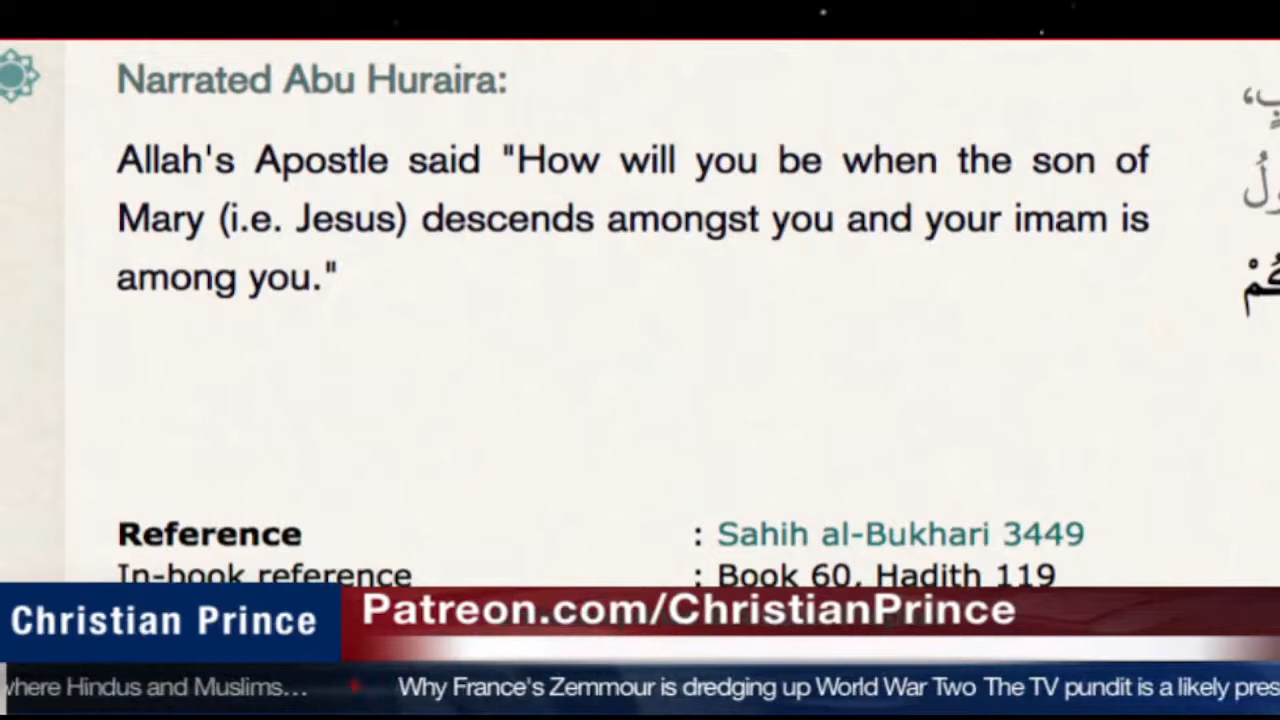 Narrated Abu Huraira:
Allah's Apostle said "How will you be when the son of
Mary (i.e. Jesus) descends amongst you and your imam is
among you."
Reference : Sahih al-Bukhari 3449
In-book reference : Book 60, Hadith 119
Christian Prince
Patreon.com/ChristianPrince
where Hindus and Muslims... Why France's Zemmour is dredging up World War Two The TV pundit is a likely pres